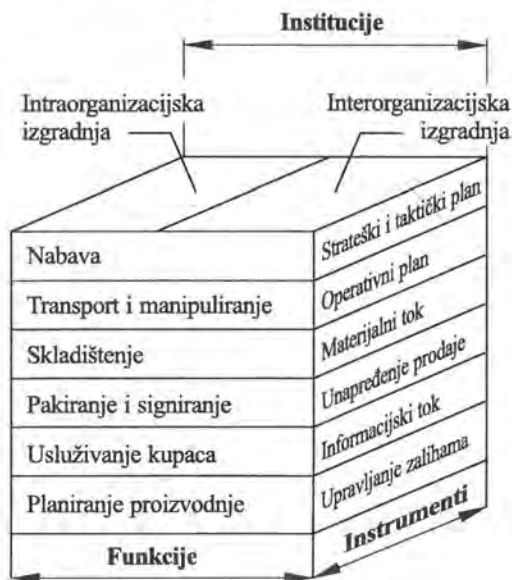 Institucije
Intraorganizacijska
izgradnja
Interorganizacijska
izgradnja
Nabava
Transport i manipuliranje
Skladištenje
Pakiranje i signiranje
Usluživanje kupaca
Planiranje proizvodnje
Funkcije
Strateški i taktički plan
Operativni plan
Materijalni tok
Unapređenje prodaje
Informacijski tok
Upravljanje zalihama
Instrumenti